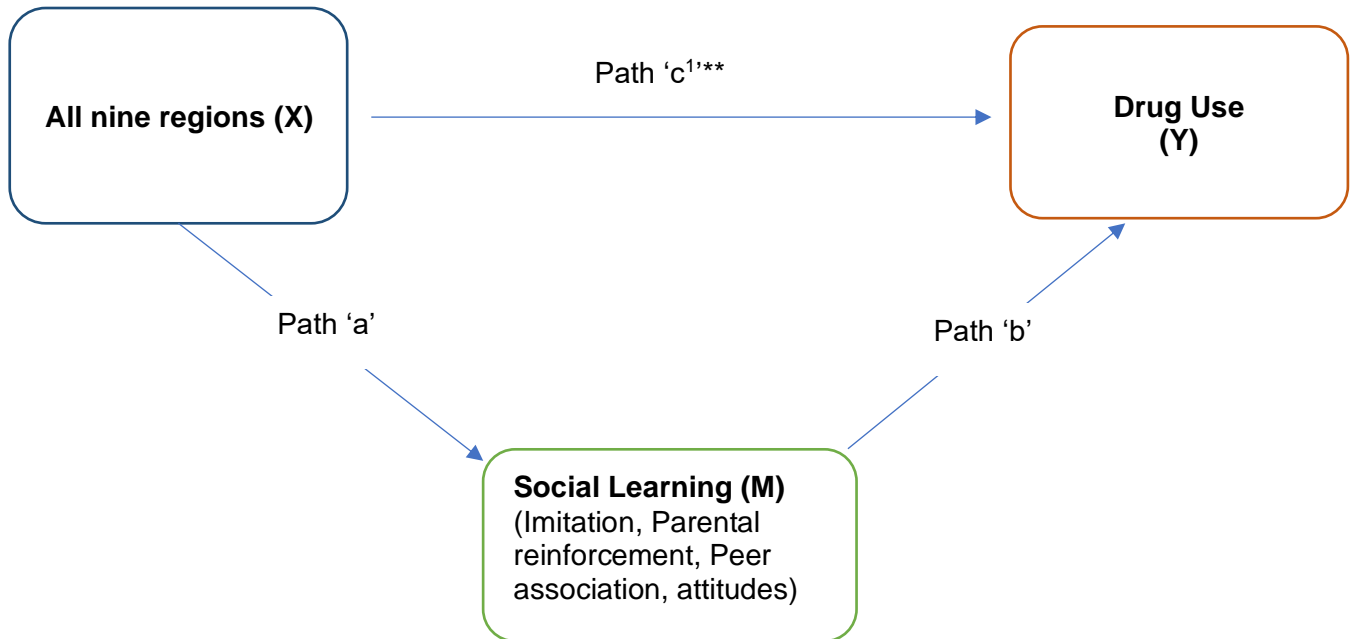 Path ‘c¹’**
All nine regions (X)
Drug Use
(Y)
Path ‘a’
Path ‘b’
Social Learning (M)
(Imitation, Parental
reinforcement, Peer
association, attitudes)